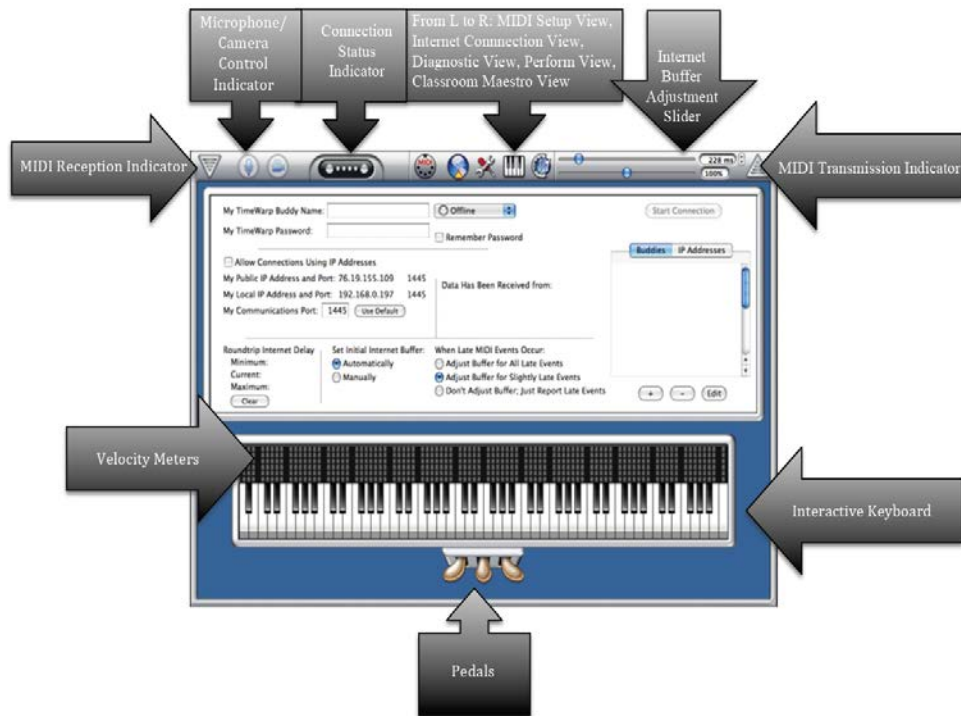 Microphone/
Camera
Control
Indicator
Connection
Status
Indicator
From L to R: MIDI Setup View,
Internet Connnection View,
Diagnostic View, Perform View,
Classroom Maestro View
Internet
Buffer
Adjustment
Slider
MIDI Reception Indicator
MIDI
228 ms
100%
MIDI Transmission Indicator
My TimeWarp Buddy Name:
Offline
Start Connection
My TimeWarp Password:
Remember Password
Buddies IP Addresses
Allow Connections Using IP Addresses
My Public IP Address and Port: 76.19.155.109 1445
Data Has Been Received from:
My Local IP Address and Port: 192.168.0.197 1445
My Communications Port: 1445 Use Default
Roundtrip Internet Delay
Minimum:
Current:
Maximum:
Clear
Set Initial Internet Buffer:
Automatically
Manually
When Late MIDI Events Occur:
Adjust Buffer for All Late Events
Adjust Buffer for Slightly Late Events
Don't Adjust Buffer; Just Report Late Events
+ - Edit
Velocity Meters
Interactive Keyboard
Pedals